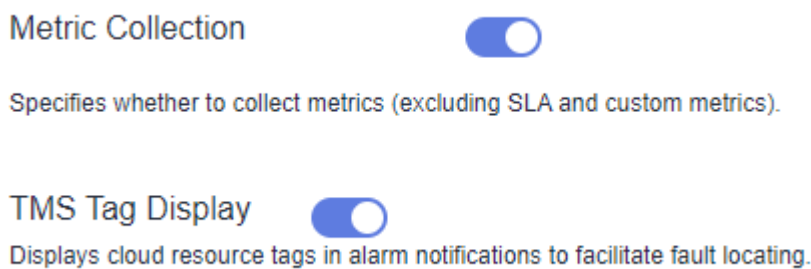 Metric Collection
Specifies whether to collect metrics (excluding SLA and custom metrics).
TMS Tag Display
Displays cloud resource tags in alarm notifications to facilitate fault locating.